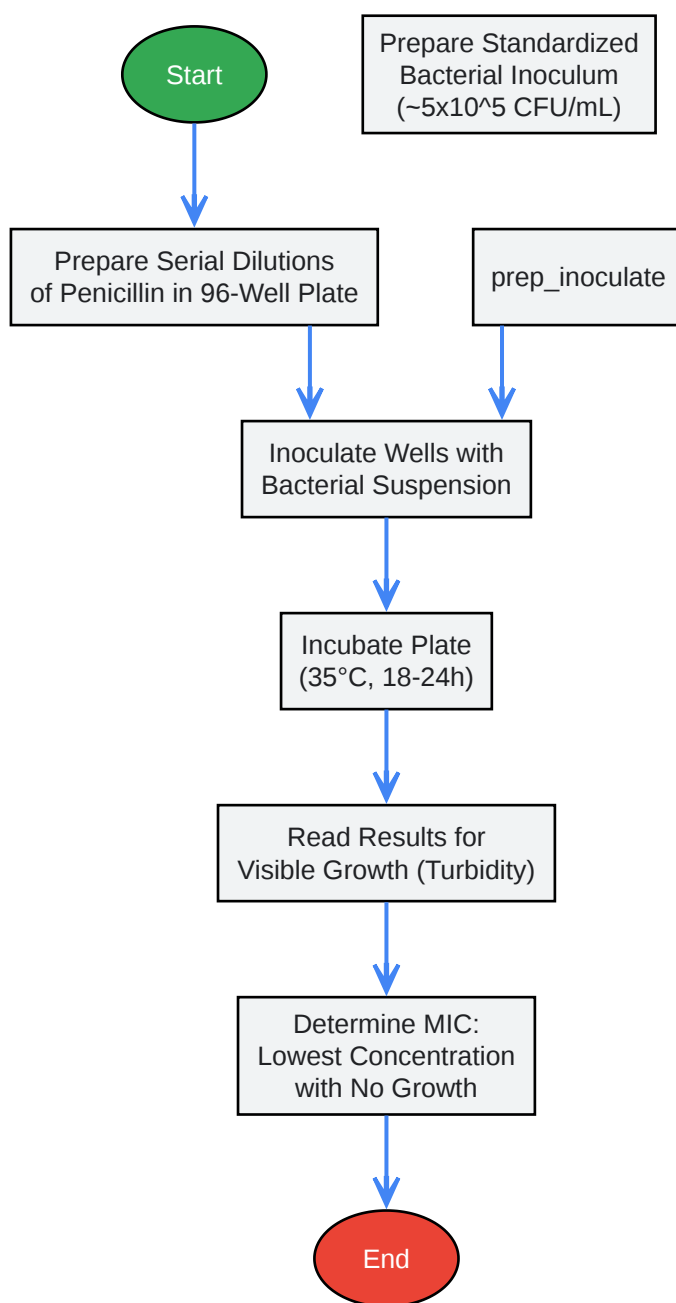 Start
Prepare Standardized
Bacterial Inoculum
(~5x10^5 CFU/mL)
Prepare Serial Dilutions
of Penicillin in 96-Well Plate
prep_inoculate
Inoculate Wells with
Bacterial Suspension
Incubate Plate
(35°C, 18-24h)
Read Results for
Visible Growth (Turbidity)
Determine MIC:
Lowest Concentration
with No Growth
End